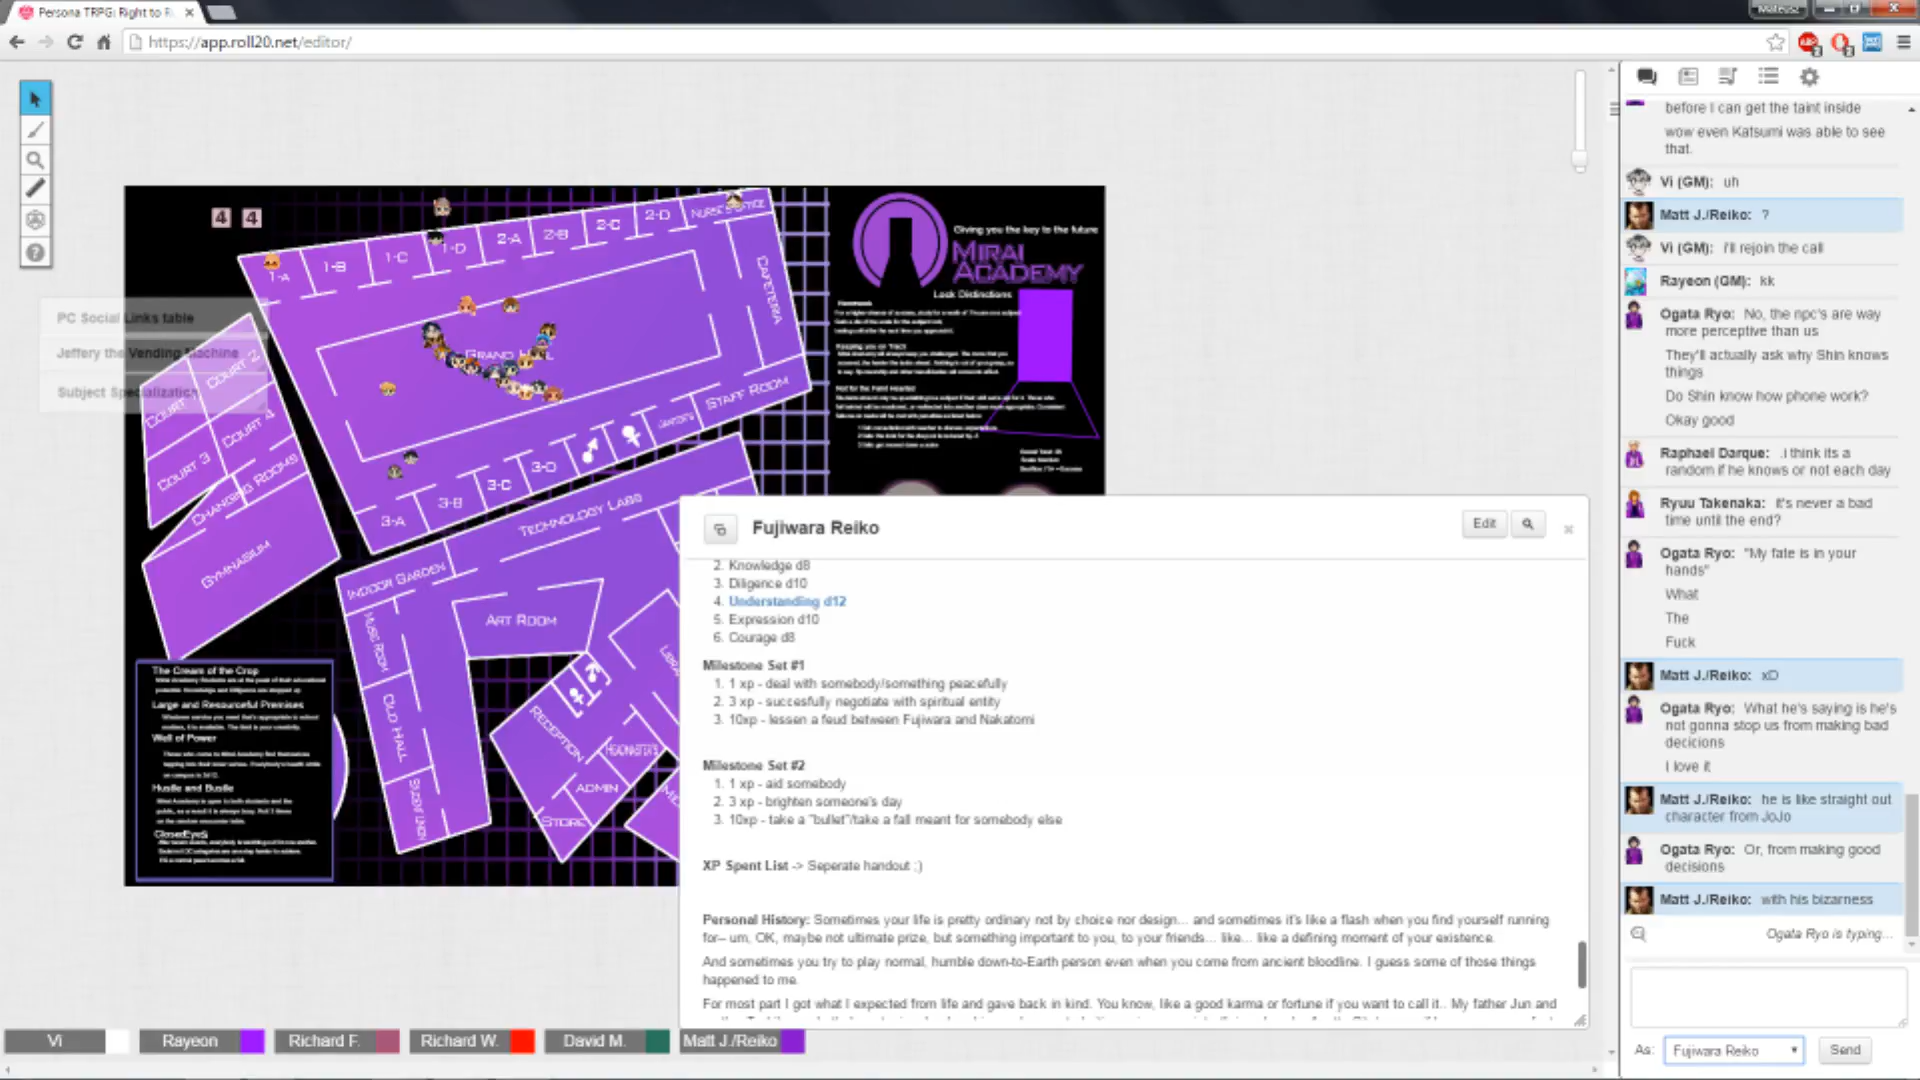 Persona TRPG: Right to R
Mateusz
https://app.roll20.net/editor/
4 4
PC Social Links table
Jeffery the Vending Machine
Subject Specialization
1-A
1-B
1-C
1-D
2-A
2-B
2-C
2-D
Nurse's Office
Cafeteria
Grand Hall
Staff Room
3-D
3-C
3-B
3-A
Court 2
Court 4
Court 3
Changing Rooms
Gymnasium
Technology Labs
Indoor Garden
Music Room
Art Room
Old Hall
Reception
Headmaster's
Admin
Store
Giving you the key to the future
Mirai
Academy
Lock Distinctions
Homework
Keeping you on Track
Not for the Faint Hearted
The Cream of the Crop
Large and Resourceful Premises
Well of Power
Hustle and Bustle
ClosedEyes
Fujiwara Reiko
Edit
2. Knowledge d8
3. Diligence d10
4. Understanding d12
5. Expression d10
6. Courage d8
Milestone Set #1
1. 1 xp - deal with somebody/something peacefully
2. 3 xp - succesfully negotiate with spiritual entity
3. 10xp - lessen a feud between Fujiwara and Nakatomi
Milestone Set #2
1. 1 xp - aid somebody
2. 3 xp - brighten someone's day
3. 10xp - take a "bullet"/take a fall meant for somebody else
XP Spent List -> Seperate handout ;)
Personal History: Sometimes your life is pretty ordinary not by choice nor design... and sometimes it's like a flash when you find yourself running
for-- um, OK, maybe not ultimate prize, but something important to you, to your friends... like... like a defining moment of your existence.
And sometimes you try to play normal, humble down-to-Earth person even when you come from ancient bloodline. I guess some of those things
happened to me.
For most part I got what I expected from life and gave back in kind. You know, like a good karma or fortune if you want to call it.. My father Jun and
before I can get the taint inside
wow even Katsumi was able to see
that.
Vi (GM): uh
Matt J./Reiko: ?
Vi (GM): I'll rejoin the call
Rayeon (GM): kk
Ogata Ryo: No, the npc's are way
more perceptive than us
They'll actually ask why Shin knows
things
Do Shin know how phone work?
Okay good
Raphael Darque: .i think its a
random if he knows or not each day
Ryuu Takenaka: it's never a bad
time until the end?
Ogata Ryo: "My fate is in your
hands"
What
The
Fuck
Matt J./Reiko: xD
Ogata Ryo: What he's saying is he's
not gonna stop us from making bad
decicions
I love it
Matt J./Reiko: he is like straight out
character from JoJo
Ogata Ryo: Or, from making good
decisions
Matt J./Reiko: with his bizarness
Ogata Ryo is typing...
As: Fujiwara Reiko
Send
Vi
Rayeon
Richard F.
Richard W.
David M.
Matt J./Reiko